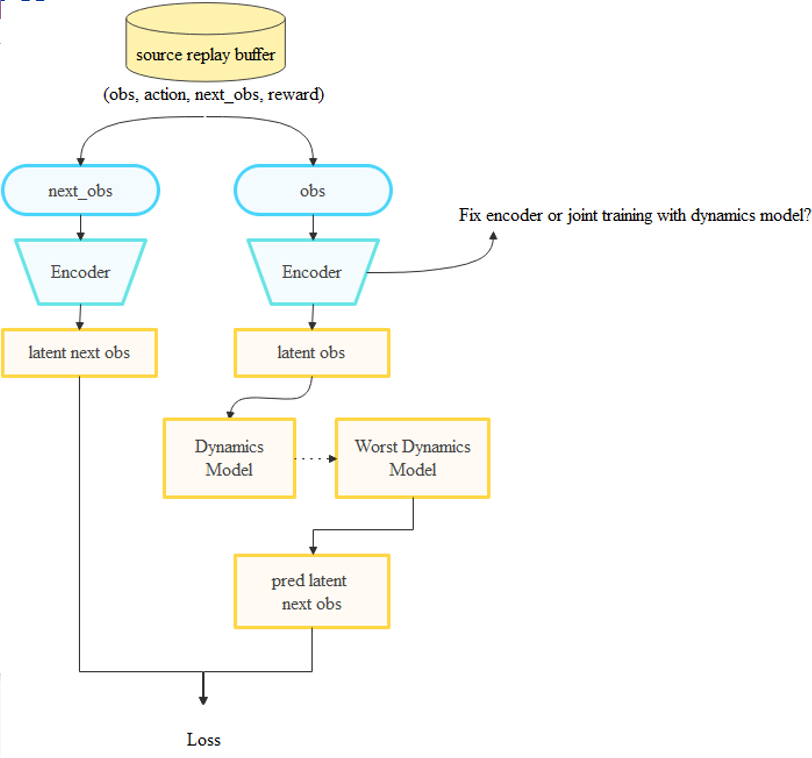 source replay buffer
(obs, action, next_obs, reward)
next_obs
obs
Fix encoder or joint training with dynamics model?
Encoder
Encoder
latent next obs
latent obs
Dynamics
Model
Worst Dynamics
Model
pred latent
next obs
Loss